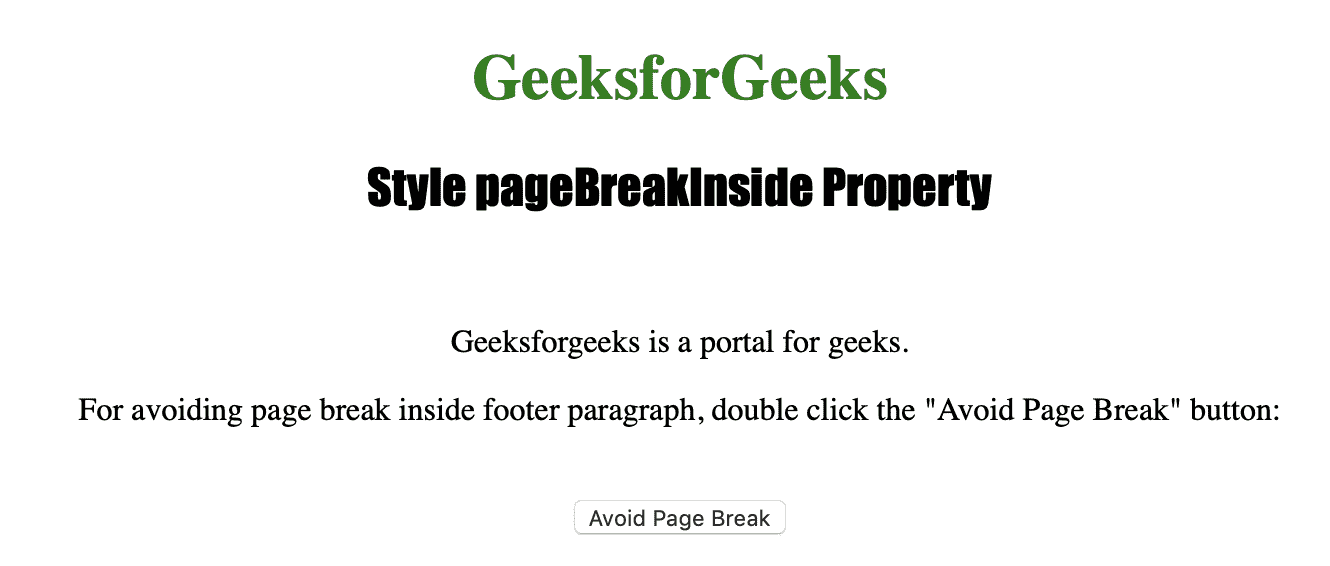 GeeksforGeeks
Style pageBreakInside Property
Geeksforgeeks is a portal for geeks.
For avoiding page break inside footer paragraph, double click the "Avoid Page Break" button:
Avoid Page Break